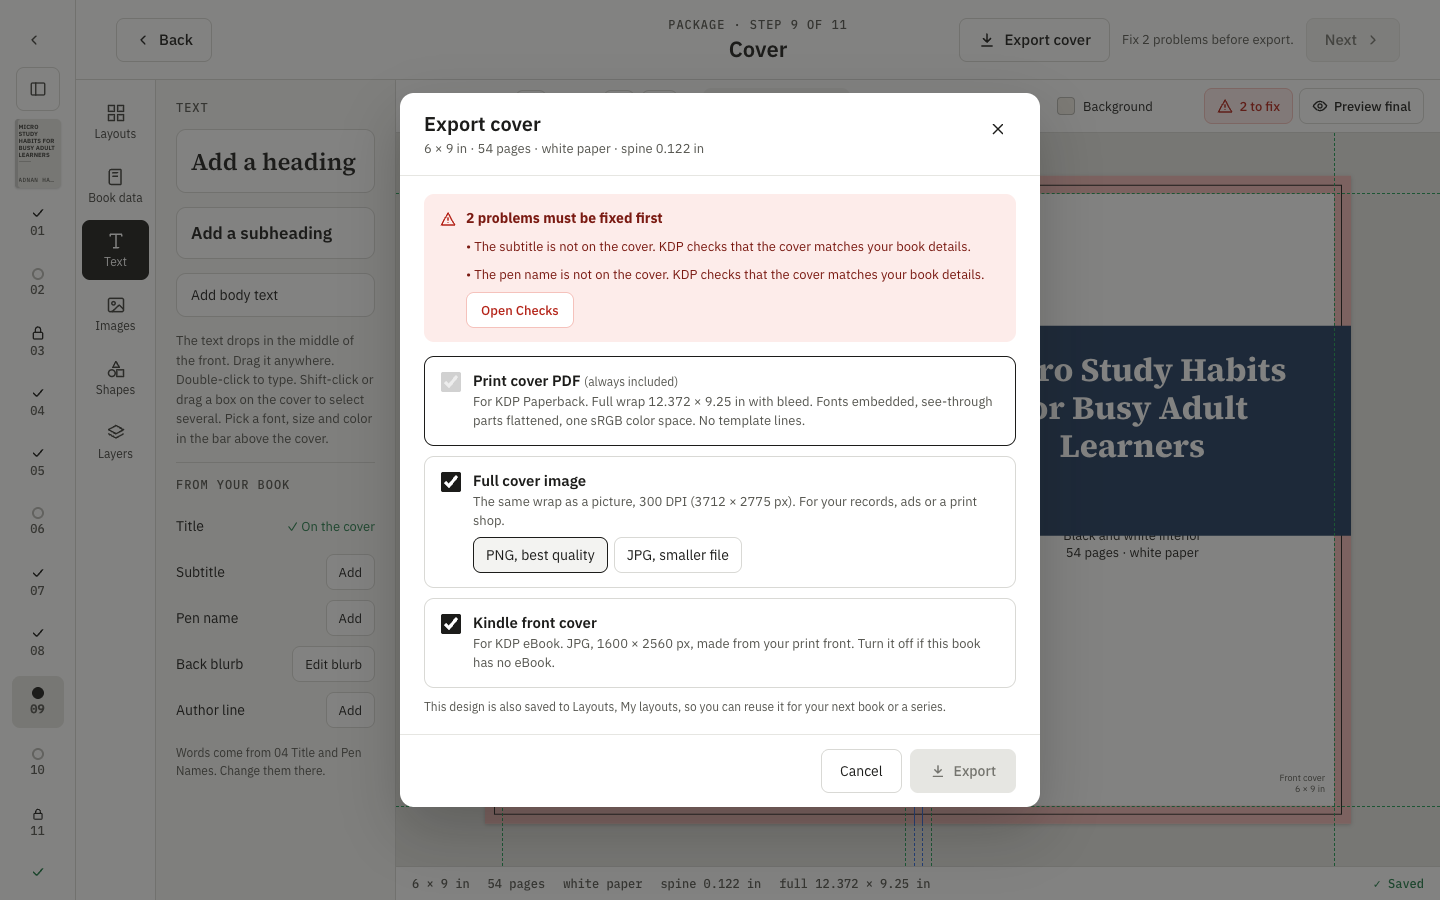 PACKAGE · STEP 9 OF 11
Cover
Back
Export cover
Fix 2 problems before export.
Next
MICRO
STUDY
HABITS FOR
BUSY ADULT
LEARNERS
ADNAN HA…
01
02
03
04
05
06
07
08
09
10
11
Layouts
Book data
Text
Images
Shapes
Layers
TEXT
Add a heading
Add a subheading
Add body text
The text drops in the middle of
the front. Drag it anywhere.
Double-click to type. Shift-click or
drag a box on the cover to select
several. Pick a font, size and color
in the bar above the cover.
FROM YOUR BOOK
Title ✓ On the cover
Subtitle Add
Pen name Add
Back blurb Edit blurb
Author line Add
Words come from 04 Title and Pen
Names. Change them there.
Background
2 to fix
Preview final
Export cover
6 × 9 in · 54 pages · white paper · spine 0.122 in
2 problems must be fixed first
• The subtitle is not on the cover. KDP checks that the cover matches your book details.
• The pen name is not on the cover. KDP checks that the cover matches your book details.
Open Checks
Print cover PDF (always included)
For KDP Paperback. Full wrap 12.372 × 9.25 in with bleed. Fonts embedded, see-through
parts flattened, one sRGB color space. No template lines.
Full cover image
The same wrap as a picture, 300 DPI (3712 × 2775 px). For your records, ads or a print
shop.
PNG, best quality
JPG, smaller file
Kindle front cover
For KDP eBook. JPG, 1600 × 2560 px, made from your print front. Turn it off if this book
has no eBook.
This design is also saved to Layouts, My layouts, so you can reuse it for your next book or a series.
Cancel
Export
ro Study Habits
or Busy Adult
Learners
Black and white interior
54 pages · white paper
Front cover
6 × 9 in
6 × 9 in 54 pages white paper spine 0.122 in full 12.372 × 9.25 in
✓ Saved